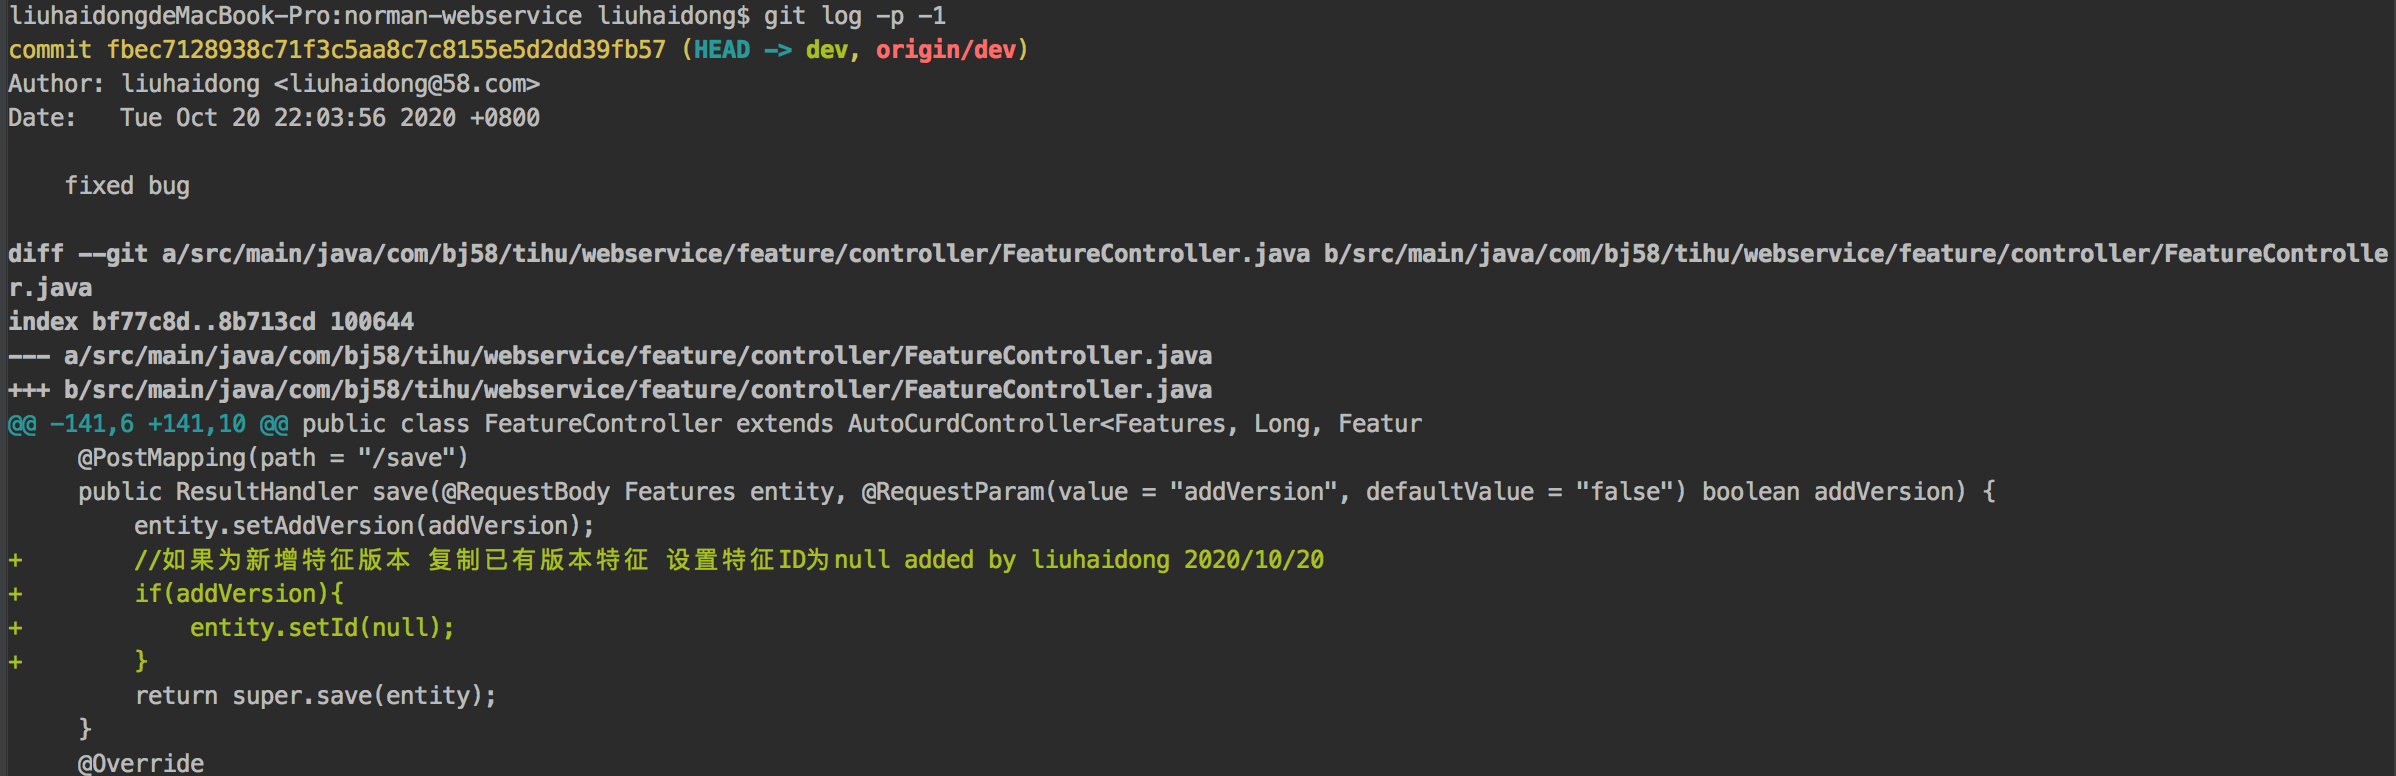 liuhaidongdeMacBook-Pro:norman-webservice liuhaidong$ git log -p -1
commit fbec7128938c71f3c5aa8c7c8155e5d2dd39fb57 (HEAD -> dev, origin/dev)
Author: liuhaidong <liuhaidong@58.com>
Date:   Tue Oct 20 22:03:56 2020 +0800
    fixed bug
diff --git a/src/main/java/com/bj58/tihu/webservice/feature/controller/FeatureController.java b/src/main/java/com/bj58/tihu/webservice/feature/controller/FeatureControlle
r.java
index bf77c8d..8b713cd 100644
--- a/src/main/java/com/bj58/tihu/webservice/feature/controller/FeatureController.java
+++ b/src/main/java/com/bj58/tihu/webservice/feature/controller/FeatureController.java
@@ -141,6 +141,10 @@ public class FeatureController extends AutoCurdController<Features, Long, Featur
     @PostMapping(path = "/save")
     public ResultHandler save(@RequestBody Features entity, @RequestParam(value = "addVersion", defaultValue = "false") boolean addVersion) {
         entity.setAddVersion(addVersion);
+        //如果为新增特征版本 复制已有版本特征 设置特征ID为null added by liuhaidong 2020/10/20
+        if(addVersion){
+            entity.setId(null);
+        }
         return super.save(entity);
     }
     @Override